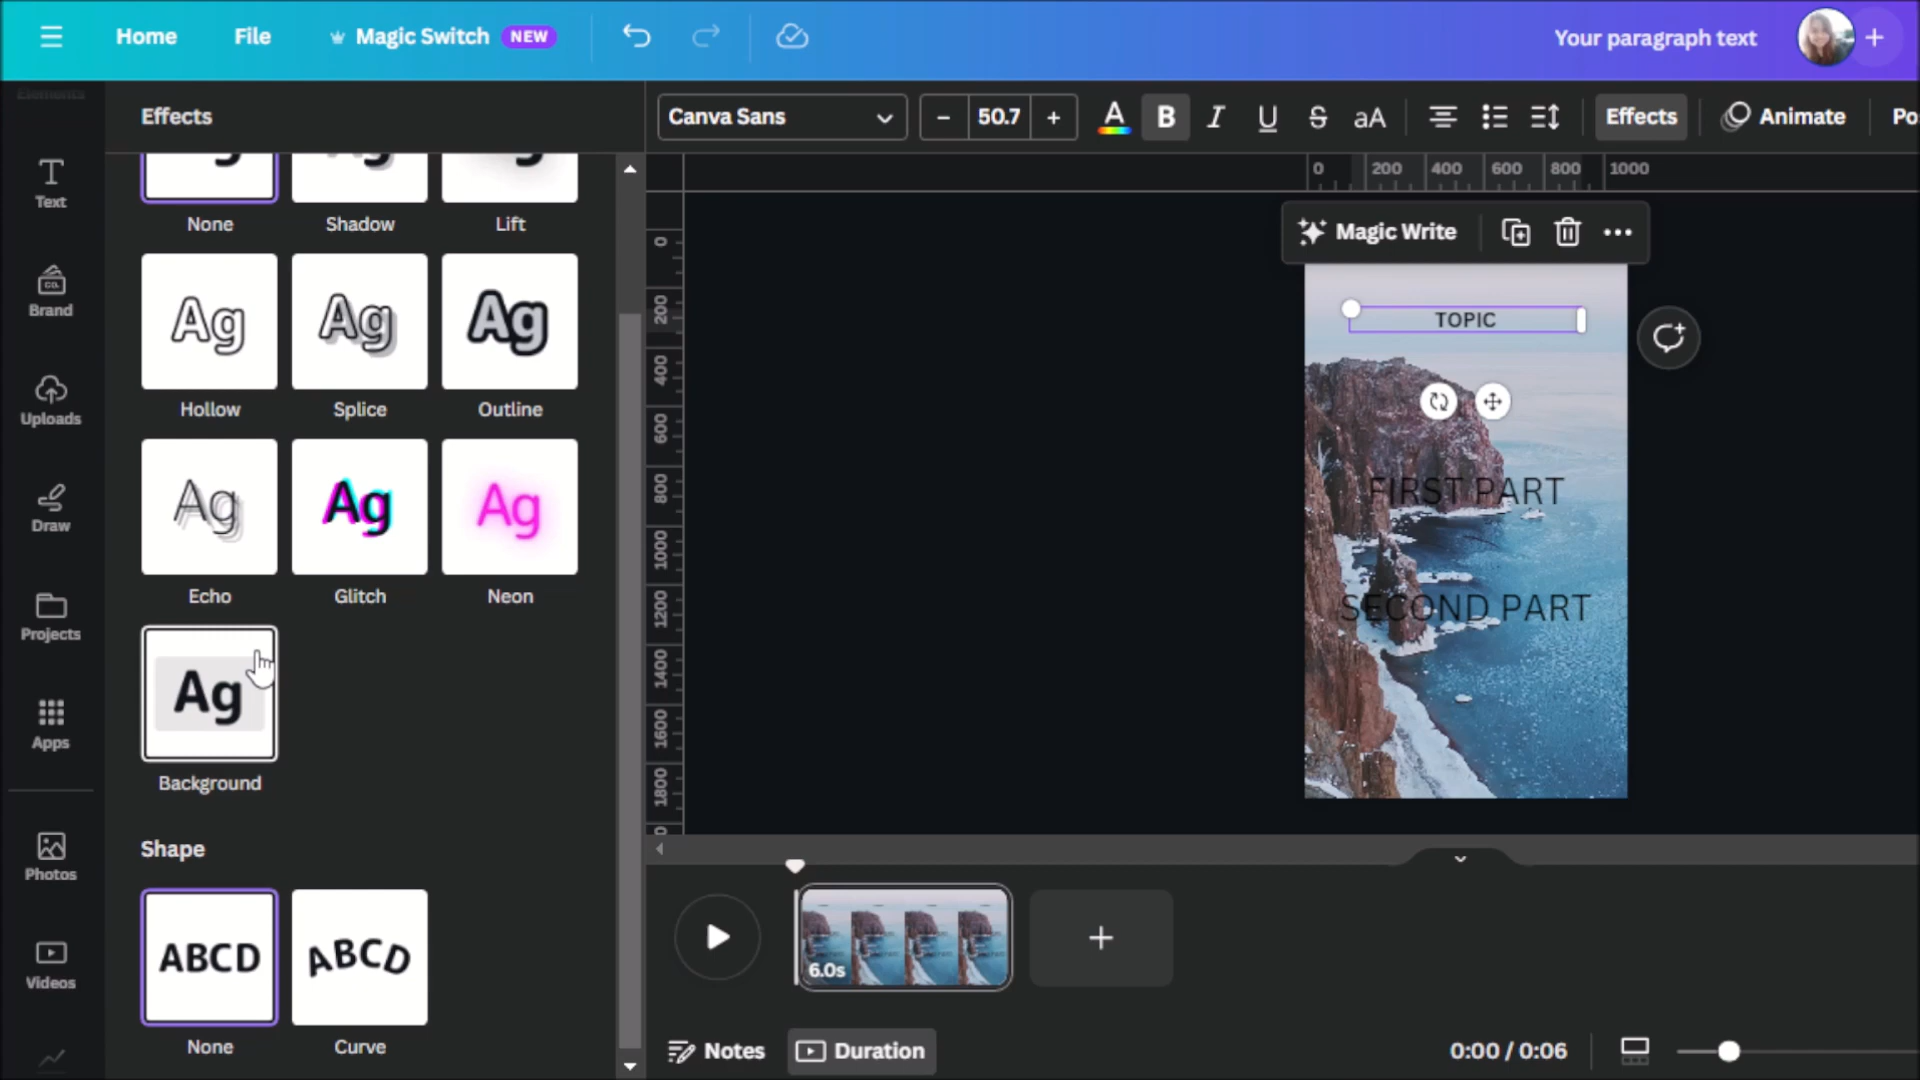 Home File Magic Switch NEW Your paragraph text
Elements
Text
Brand
CO.
Uploads
Draw
Projects
Apps
Photos
Videos
Effects
None Shadow Lift
Ag Ag Ag
Hollow Splice Outline
Ag Ag Ag
Echo Glitch Neon
Ag
Background
Shape
ABCD ABCD
None Curve
Canva Sans 50.7 A B I U S aA Effects Animate Po
0 200 400 600 800 1000
0
200
400
600
800
1000
1200
1400
1600
1800
Magic Write
TOPIC
FIRST PART
SECOND PART
6.0s
Notes Duration 0:00 / 0:06